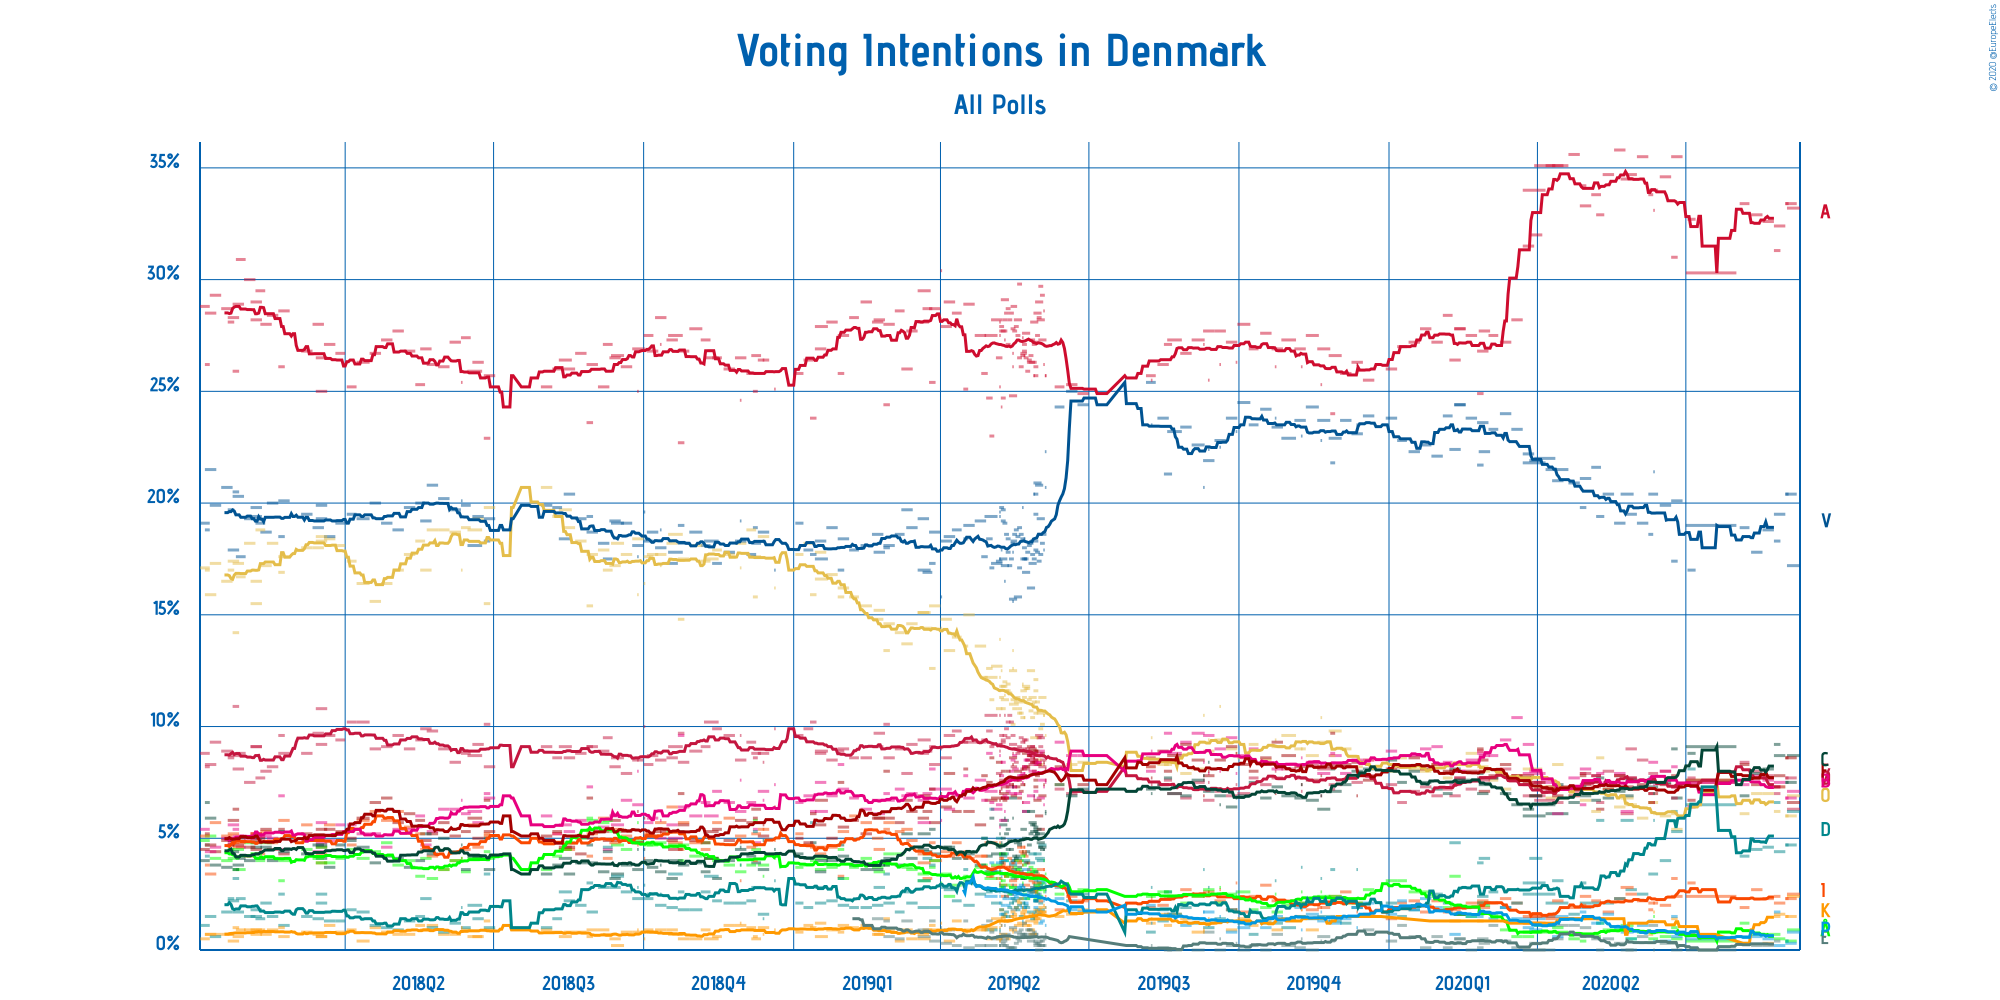 © 2020 @EuropeElects
Voting Intentions in Denmark
All Polls
35%
30%
25%
20%
15%
10%
5%
0%
A
V
C
O
D
1
K
E
2018Q2 2018Q3 2018Q4 2019Q1 2019Q2 2019Q3 2019Q4 2020Q1 2020Q2